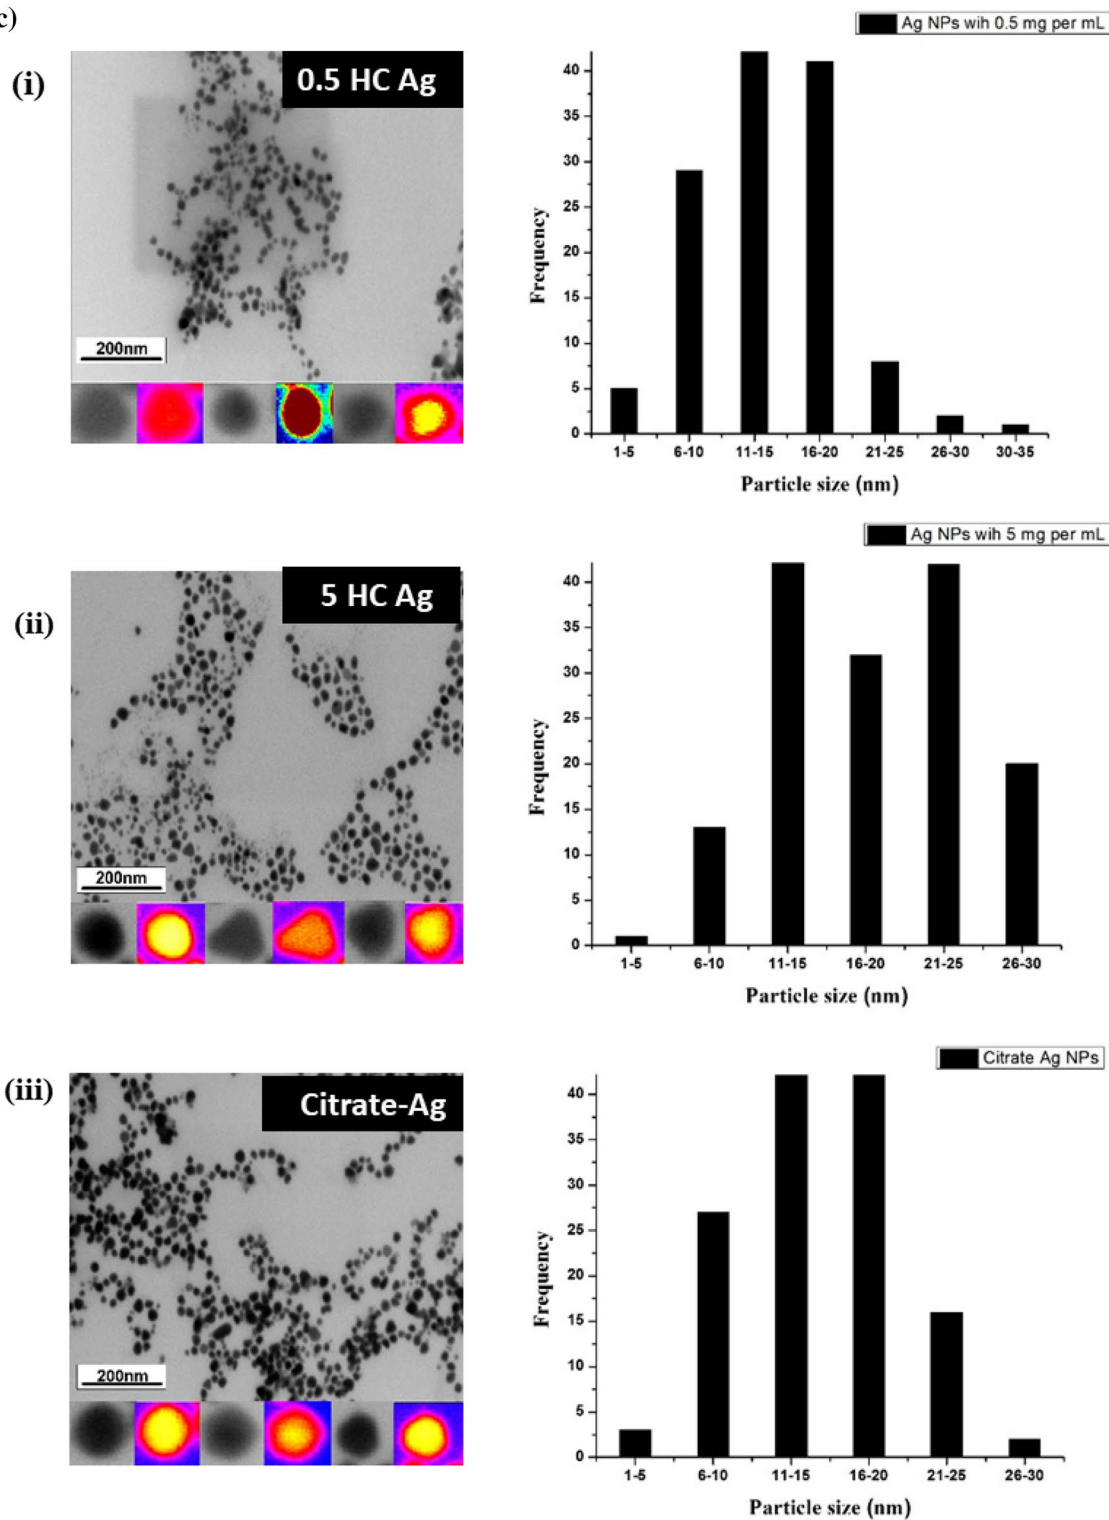 c)
(i)
0.5 HC Ag
200nm
Ag NPs wih 0.5 mg per mL
40
35
30
25
20
15
10
5
0
Frequency
1-5 6-10 11-15 16-20 21-25 26-30 30-35
Particle size (nm)
(ii)
5 HC Ag
200nm
Ag NPs wih 5 mg per mL
40
35
30
25
20
15
10
5
0
Frequency
1-5 6-10 11-15 16-20 21-25 26-30
Particle size (nm)
(iii)
Citrate-Ag
200nm
Citrate Ag NPs
40
35
30
25
20
15
10
5
0
Frequency
1-5 6-10 11-15 16-20 21-25 26-30
Particle size (nm)